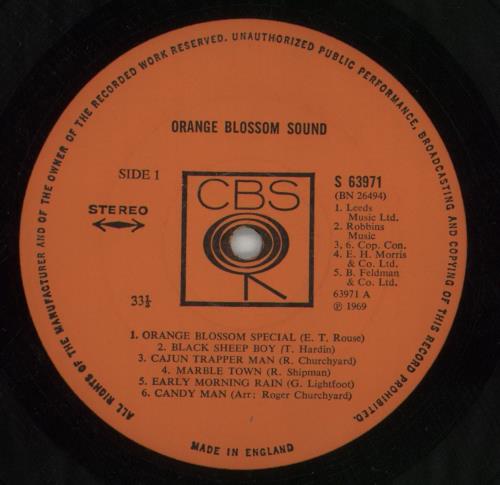 ALL RIGHTS OF THE MANUFACTURER AND OF THE OWNER OF THE RECORDED WORK RESERVED. UNAUTHORIZED PUBLIC PERFORMANCE, BROADCASTING AND COPYING OF THIS RECORD PROHIBITED.
ORANGE BLOSSOM SOUND
SIDE 1
STEREO
33⅓
CBS
S 63971
(BN 26494)
1. Leeds
Music Ltd.
2. Robbins
Music
3, 6. Cop. Con.
4. E. H. Morris
& Co. Ltd.
5. B. Feldman
& Co. Ltd.
63971 A
℗ 1969
1. ORANGE BLOSSOM SPECIAL (E. T. Rouse)
2. BLACK SHEEP BOY (T. Hardin)
3. CAJUN TRAPPER MAN (R. Churchyard)
4. MARBLE TOWN (R. Shipman)
5. EARLY MORNING RAIN (G. Lightfoot)
6. CANDY MAN (Arr: Roger Churchyard)
MADE IN ENGLAND